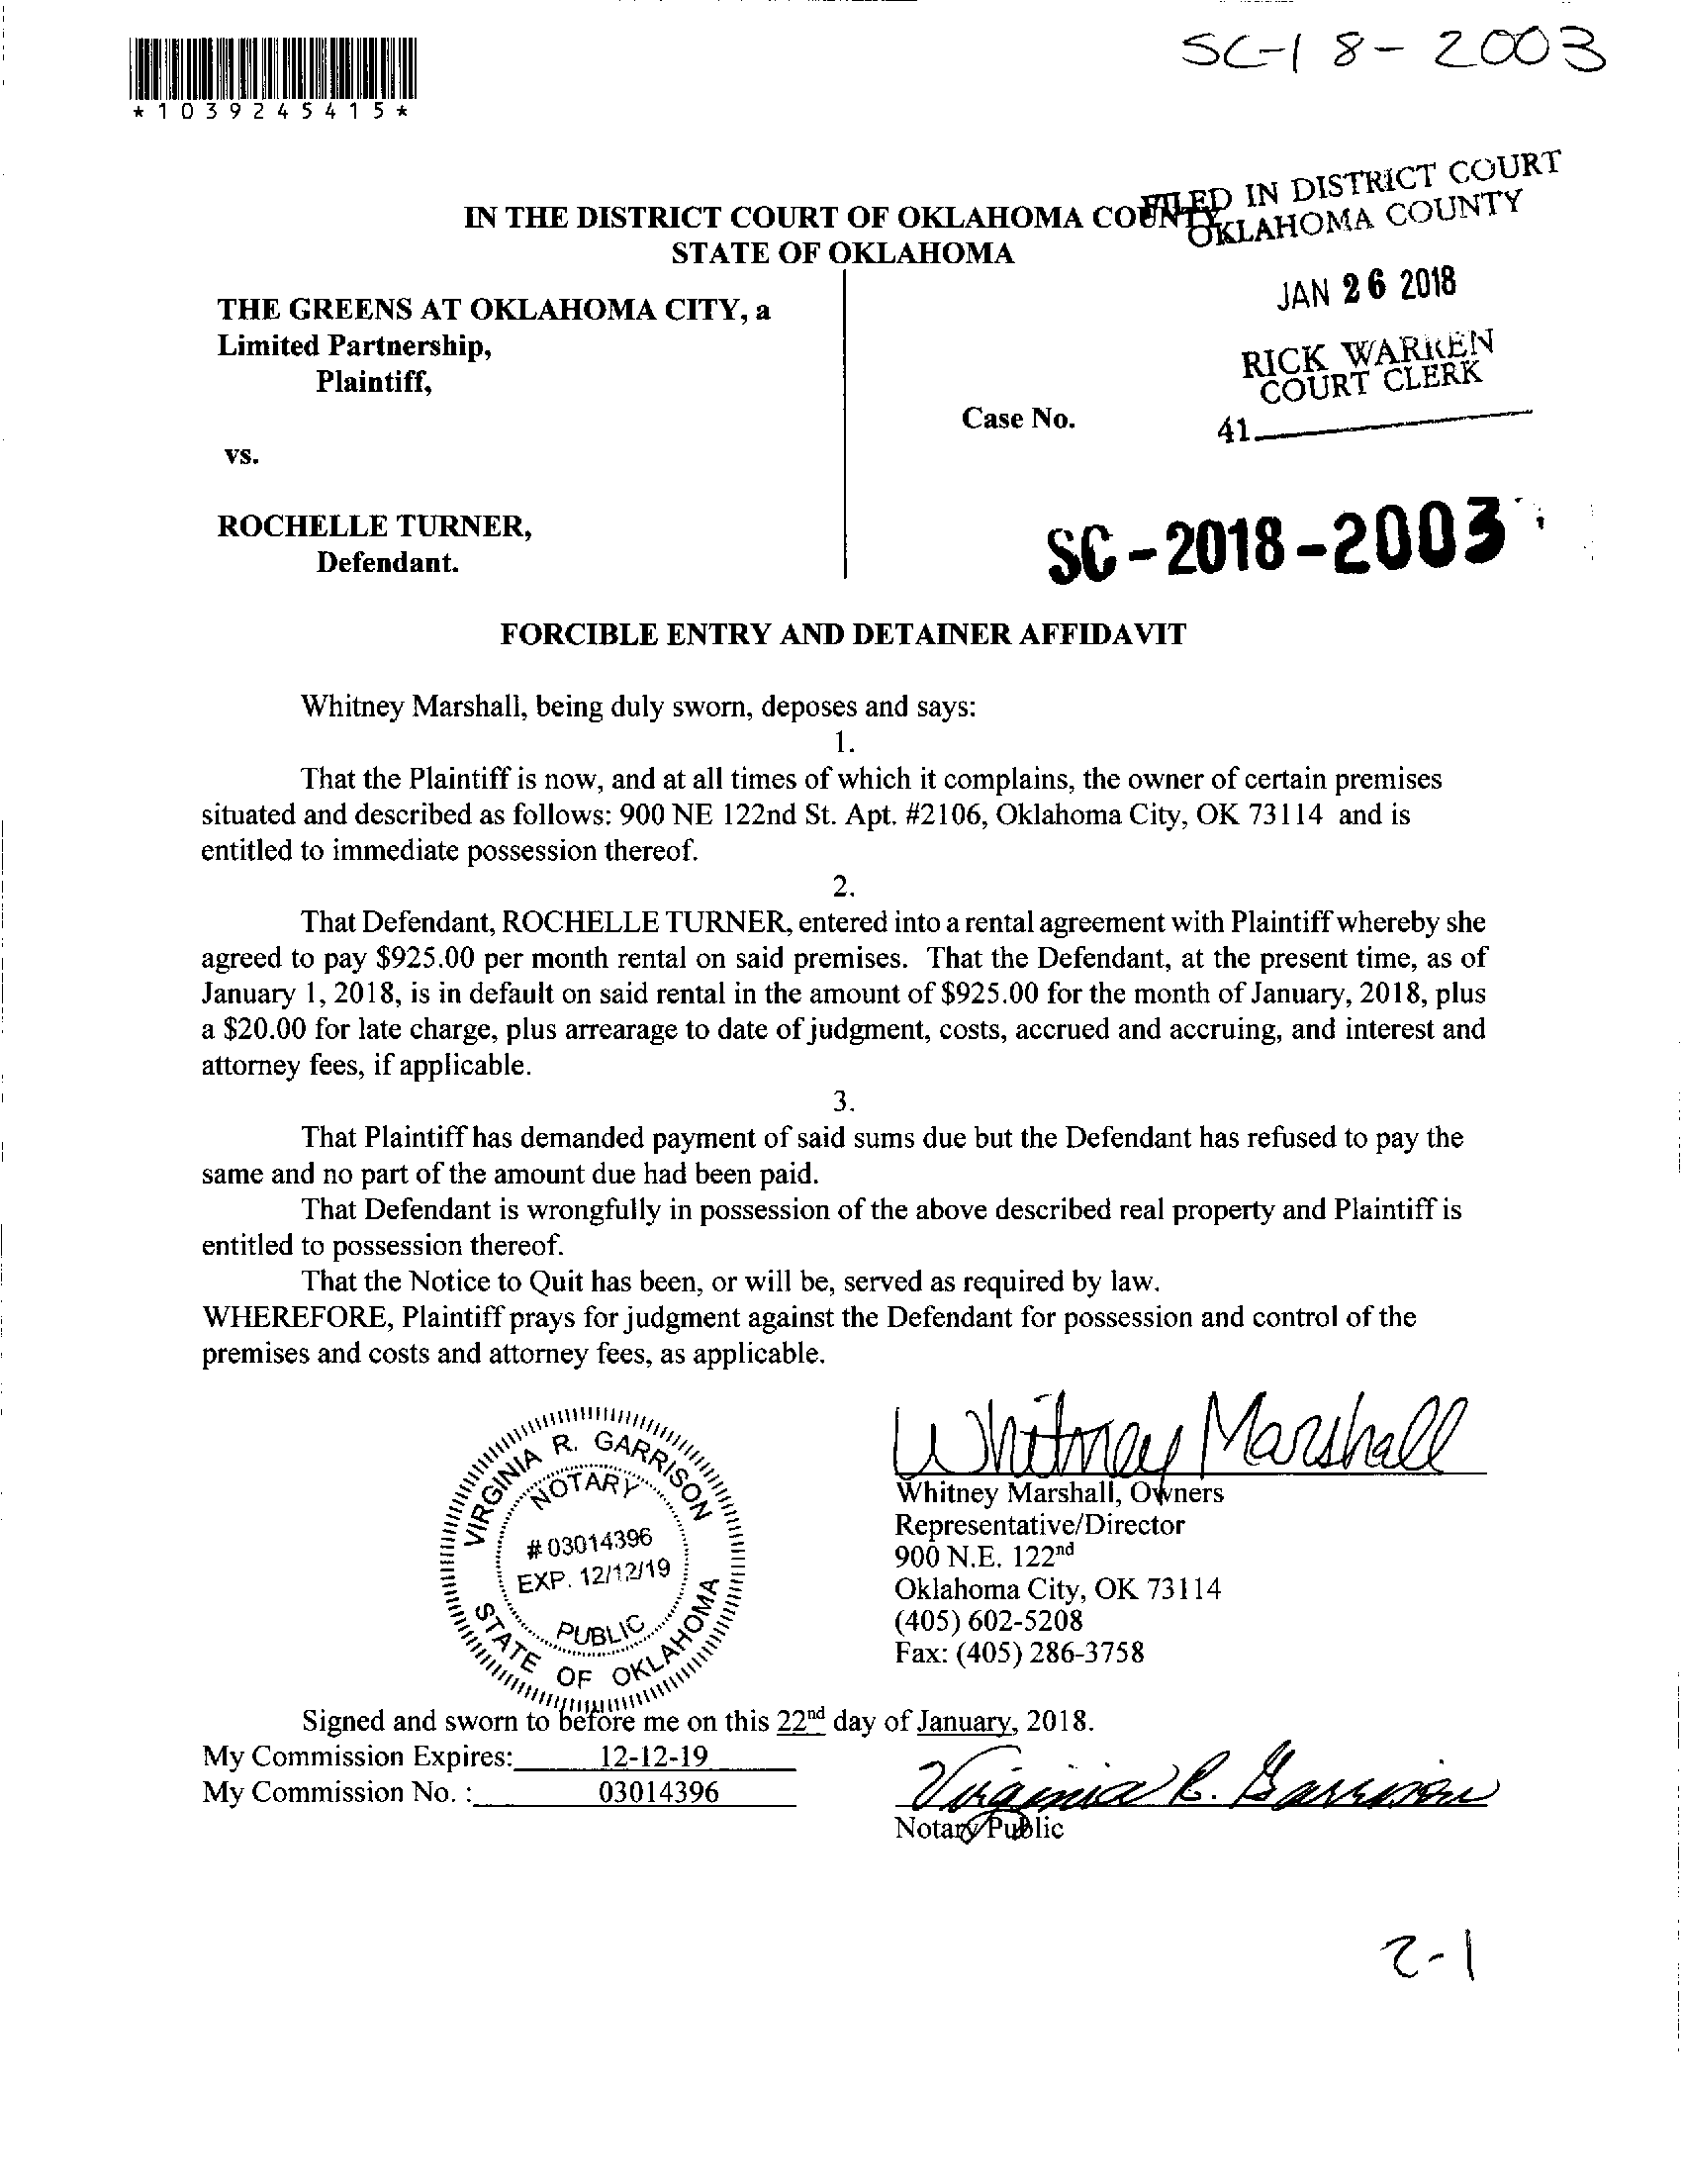 SC-18-2003
*1039245415*
FILED IN DISTRICT COURT
OKLAHOMA COUNTY
IN THE DISTRICT COURT OF OKLAHOMA COUNTY
STATE OF OKLAHOMA
JAN 26 2018
RICK WARREN
COURT CLERK
41
THE GREENS AT OKLAHOMA CITY, a
Limited Partnership,
Plaintiff,
Case No.
vs.
SC-2018-2003
ROCHELLE TURNER,
Defendant.
FORCIBLE ENTRY AND DETAINER AFFIDAVIT
Whitney Marshall, being duly sworn, deposes and says:
1.
That the Plaintiff is now, and at all times of which it complains, the owner of certain premises
situated and described as follows: 900 NE 122nd St. Apt. #2106, Oklahoma City, OK 73114 and is
entitled to immediate possession thereof.
2.
That Defendant, ROCHELLE TURNER, entered into a rental agreement with Plaintiff whereby she
agreed to pay $925.00 per month rental on said premises. That the Defendant, at the present time, as of
January 1, 2018, is in default on said rental in the amount of $925.00 for the month of January, 2018, plus
a $20.00 for late charge, plus arrearage to date of judgment, costs, accrued and accruing, and interest and
attorney fees, if applicable.
3.
That Plaintiff has demanded payment of said sums due but the Defendant has refused to pay the
same and no part of the amount due had been paid.
That Defendant is wrongfully in possession of the above described real property and Plaintiff is
entitled to possession thereof.
That the Notice to Quit has been, or will be, served as required by law.
WHEREFORE, Plaintiff prays for judgment against the Defendant for possession and control of the
premises and costs and attorney fees, as applicable.
Whitney Marshall
Whitney Marshall, Owners
Representative/Director
900 N.E. 122nd
Oklahoma City, OK 73114
(405) 602-5208
Fax: (405) 286-3758
VIRGINIA R. GARRISON
NOTARY
# 03014396
EXP. 12/12/19
PUBLIC
STATE OF OKLAHOMA
Signed and sworn to before me on this 22nd day of January, 2018.
My Commission Expires: 12-12-19
My Commission No. : 03014396
Virginia R. Garrison
Notary Public
2-1